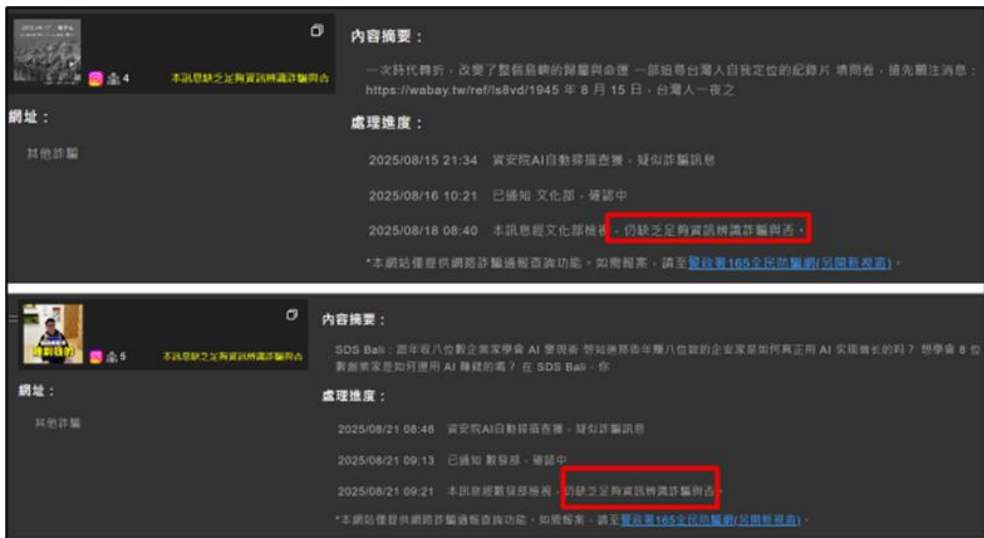 4
本訊息缺乏足夠資訊辨識詐騙與否
網址：
其他詐騙
內容摘要：
一次時代轉折，改變了整個島嶼的歸屬與命運 一部追尋台灣人自我定位的紀錄片 填問卷，搶先關注消息：
https://wabay.tw/ref/ls8vd/1945 年 8 月 15 日，台灣人一夜之
處理進度：
2025/08/15 21:34 資安院AI自動掃描查獲，疑似詐騙訊息
2025/08/16 10:21 已通知 文化部，確認中
2025/08/18 08:40 本訊息經文化部檢視，仍缺乏足夠資訊辨識詐騙與否。
*本網站僅提供網路詐騙通報查詢功能，如需報案，請至警政署165全民防騙網(另開新視窗)。
5
本訊息缺乏足夠資訊辨識詐騙與否
網址：
其他詐騙
內容摘要：
SDS Bali：跟年收八位數企業家學會 AI 變現術 想知道那些年賺八位数的企业家是如何真正用 AI 实现增长的吗？ 想學會 8 位
數創業家是如何運用 AI 賺錢的嗎？ 在 SDS Bali，你
處理進度：
2025/08/21 08:46 資安院AI自動掃描查獲，疑似詐騙訊息
2025/08/21 09:13 已通知 數發部，確認中
2025/08/21 09:21 本訊息經數發部檢視，仍缺乏足夠資訊辨識詐騙與否。
*本網站僅提供網路詐騙通報查詢功能，如需報案，請至警政署165全民防騙網(另開新視窗)。